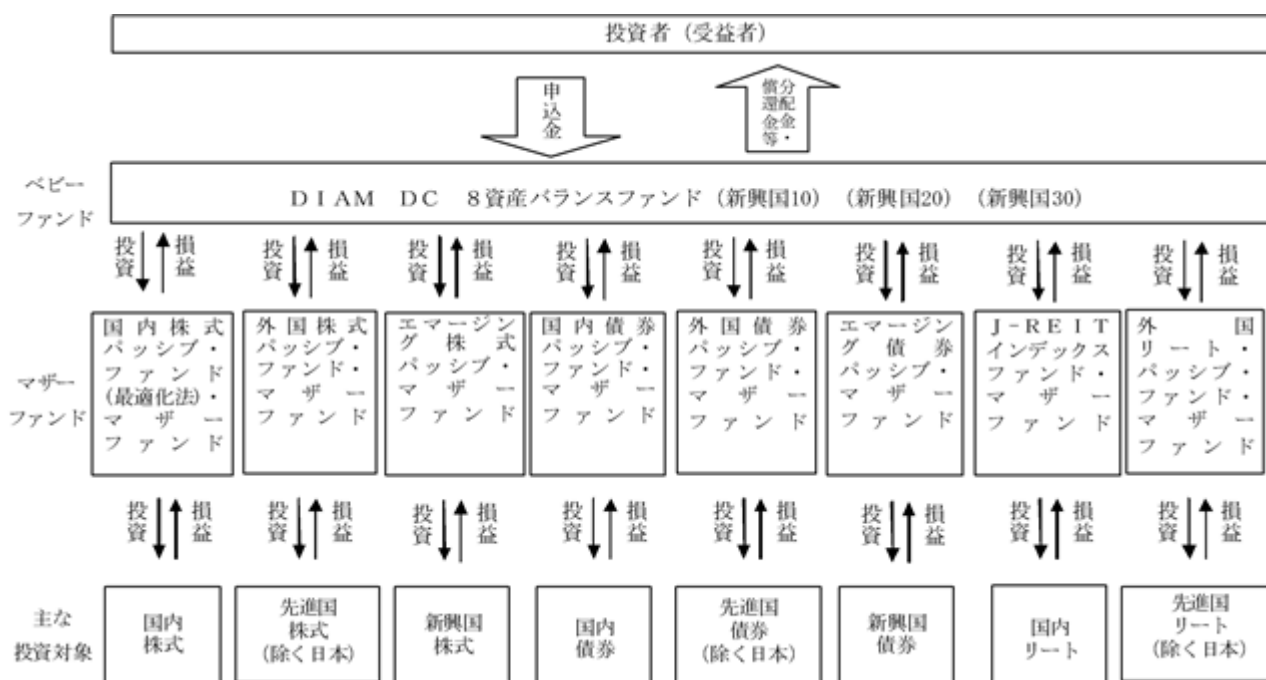 投資者（受益者）
申込金
分配金・
償還金等
ベビー
ファンド
ＤＩＡＭ　ＤＣ　８資産バランスファンド（新興国10）（新興国20）（新興国30）
投資
損益
投資
損益
投資
損益
投資
損益
投資
損益
投資
損益
投資
損益
投資
損益
マザー
ファンド
国内株式
パッシブ・
ファンド
(最適化法)・
マザー
ファンド
外国株式
パッシブ・
ファンド・
マザー
ファンド
エマージン
グ株式
パッシブ・
マザー
ファンド
国内債券
パッシブ・
ファンド・
マザー
ファンド
外国債券
パッシブ・
ファンド・
マザー
ファンド
エマージン
グ債券
パッシブ・
マザー
ファンド
J-REIT
インデックス
ファンド・
マザー
ファンド
外国
リート・
パッシブ・
ファンド・
マザー
ファンド
投資
損益
投資
損益
投資
損益
投資
損益
投資
損益
投資
損益
投資
損益
投資
損益
主な
投資対象
国内
株式
先進国
株式
(除く日本)
新興国
株式
国内
債券
先進国
債券
(除く日本)
新興国
債券
国内
リート
先進国
リート
(除く日本)